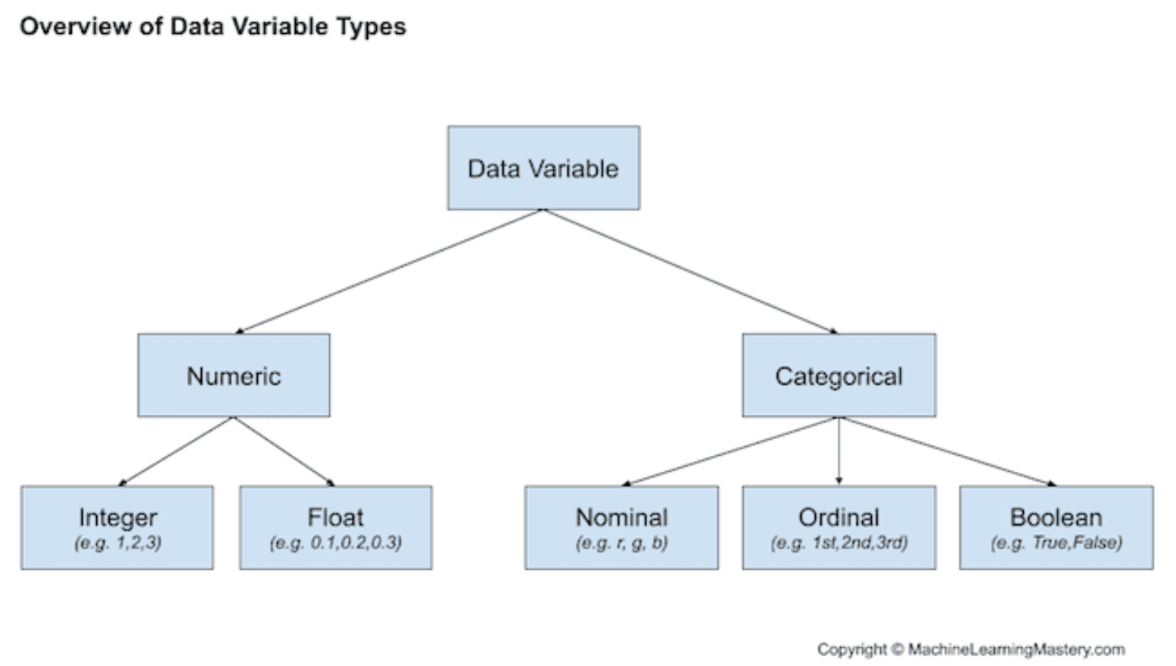 Overview of Data Variable Types
Data Variable
Numeric
Categorical
Integer
(e.g. 1,2,3)
Float
(e.g. 0.1,0.2,0.3)
Nominal
(e.g. r, g, b)
Ordinal
(e.g. 1st,2nd,3rd)
Boolean
(e.g. True,False)
Copyright © MachineLearningMastery.com